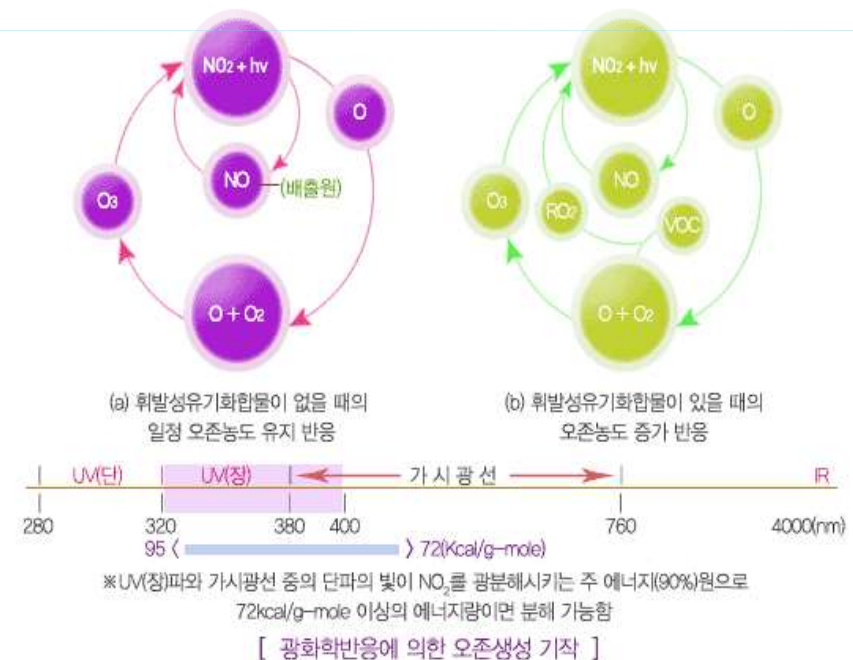 NO2 + hv
O
NO
(배출원)
O3
O + O2
(a) 휘발성유기화합물이 없을 때의
일정 오존농도 유지 반응
NO2 + hv
O
NO
O3
RO2
VOC
O + O2
(b) 휘발성유기화합물이 있을 때의
오존농도 증가 반응
UV(단) UV(장) 가 시 광 선 IR
280 320 380 400 760 4000(nm)
95 < > 72(Kcal/g-mole)
※UV(장)파와 가시광선 중의 단파의 빛이 NO2를 광분해시키는 주 에너지(90%)원으로
72kcal/g-mole 이상의 에너지량이면 분해 가능함
[ 광화학반응에 의한 오존생성 기작 ]